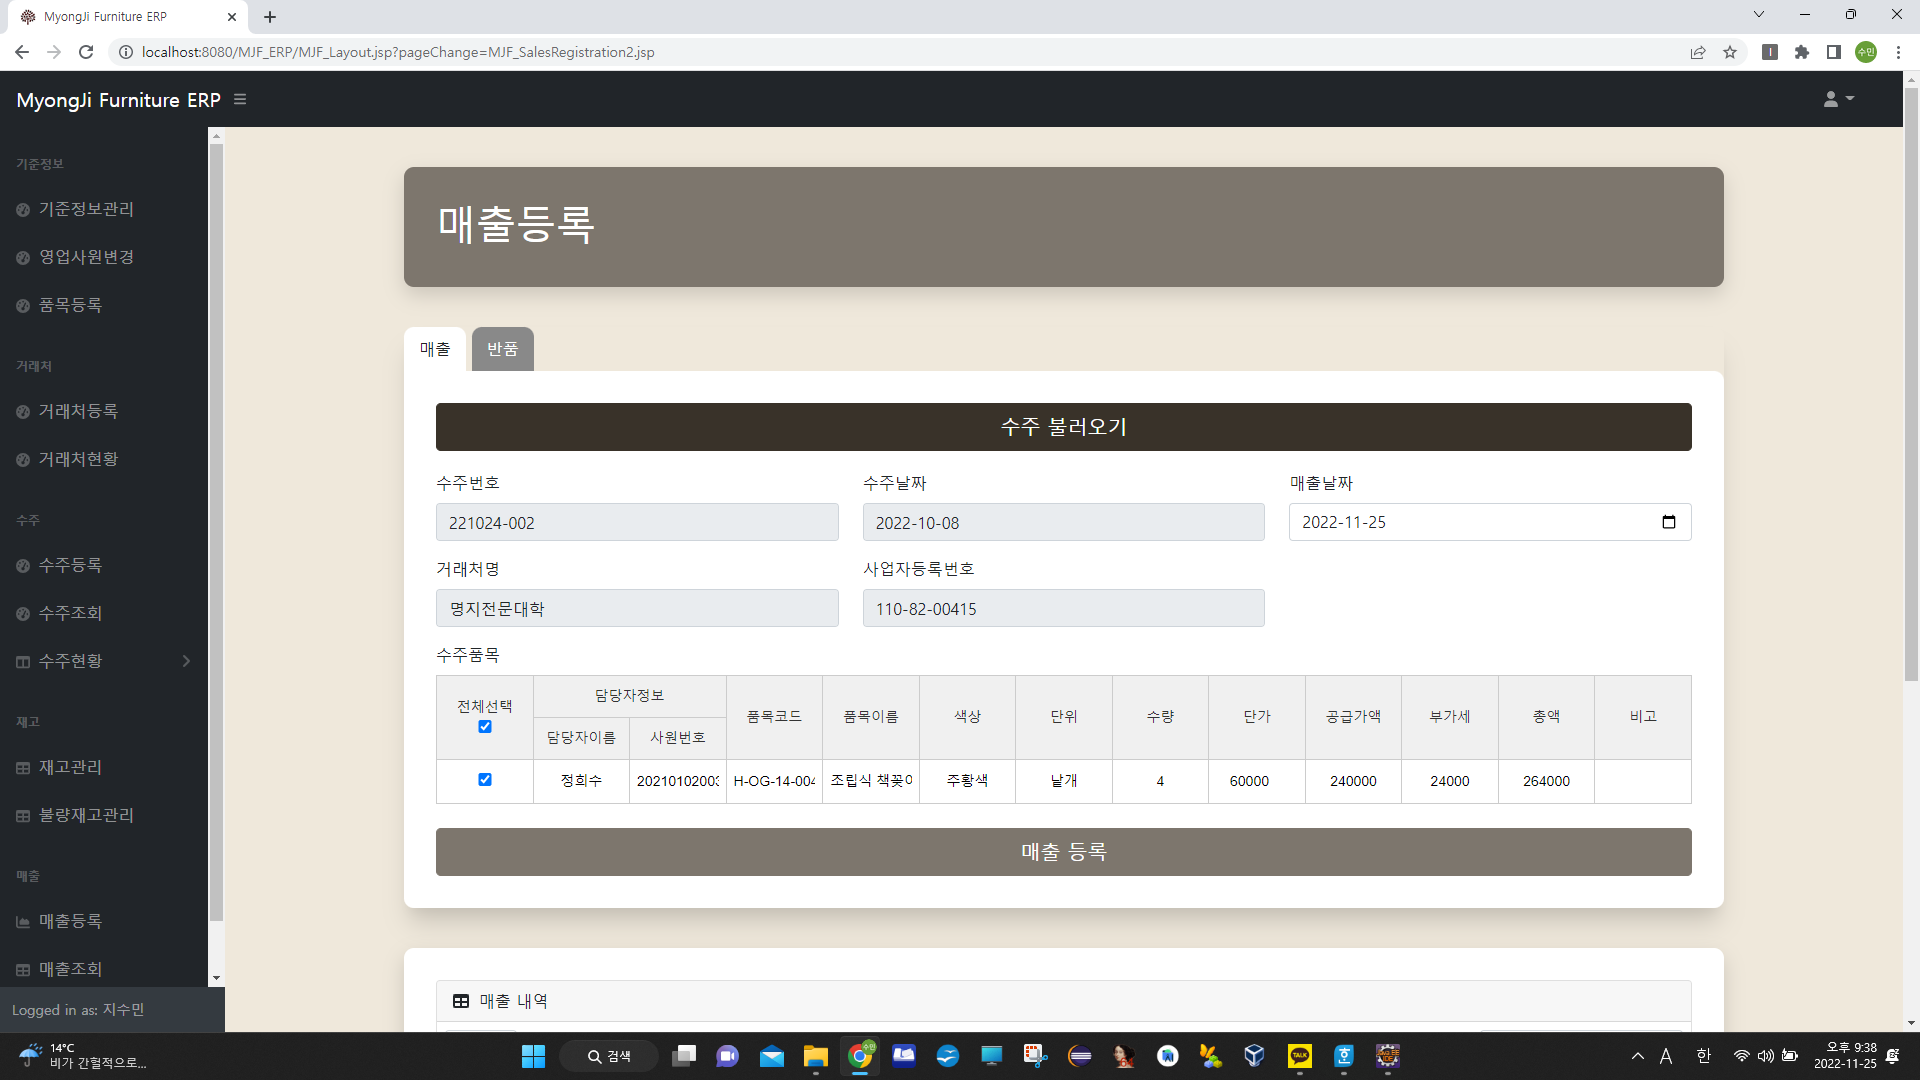 MyongJi Furniture ERP
localhost:8080/MJF_ERP/MJF_Layout.jsp?pageChange=MJF_SalesRegistration2.jsp
수민
MyongJi Furniture ERP
기준정보
기준정보관리
영업사원변경
품목등록
거래처
거래처등록
거래처현황
수주
수주등록
수주조회
수주현황
재고
재고관리
불량재고관리
매출
매출등록
매출조회
Logged in as: 지수민
매출등록
매출 반품
수주 불러오기
수주번호 수주날짜 매출날짜
221024-002 2022-10-08 2022-11-25
거래처명 사업자등록번호
명지전문대학 110-82-00415
수주품목
전체선택 담당자정보 품목코드 품목이름 색상 단위 수량 단가 공급가액 부가세 총액 비고
담당자이름 사원번호
정희수 20210102003 H-OG-14-004 조립식 책꽂이 주황색 낱개 4 60000 240000 24000 264000
매출 등록
매출 내역
14°C
비가 간헐적으로...
검색
수민
TALK
A 한
오후 9:38
2022-11-25